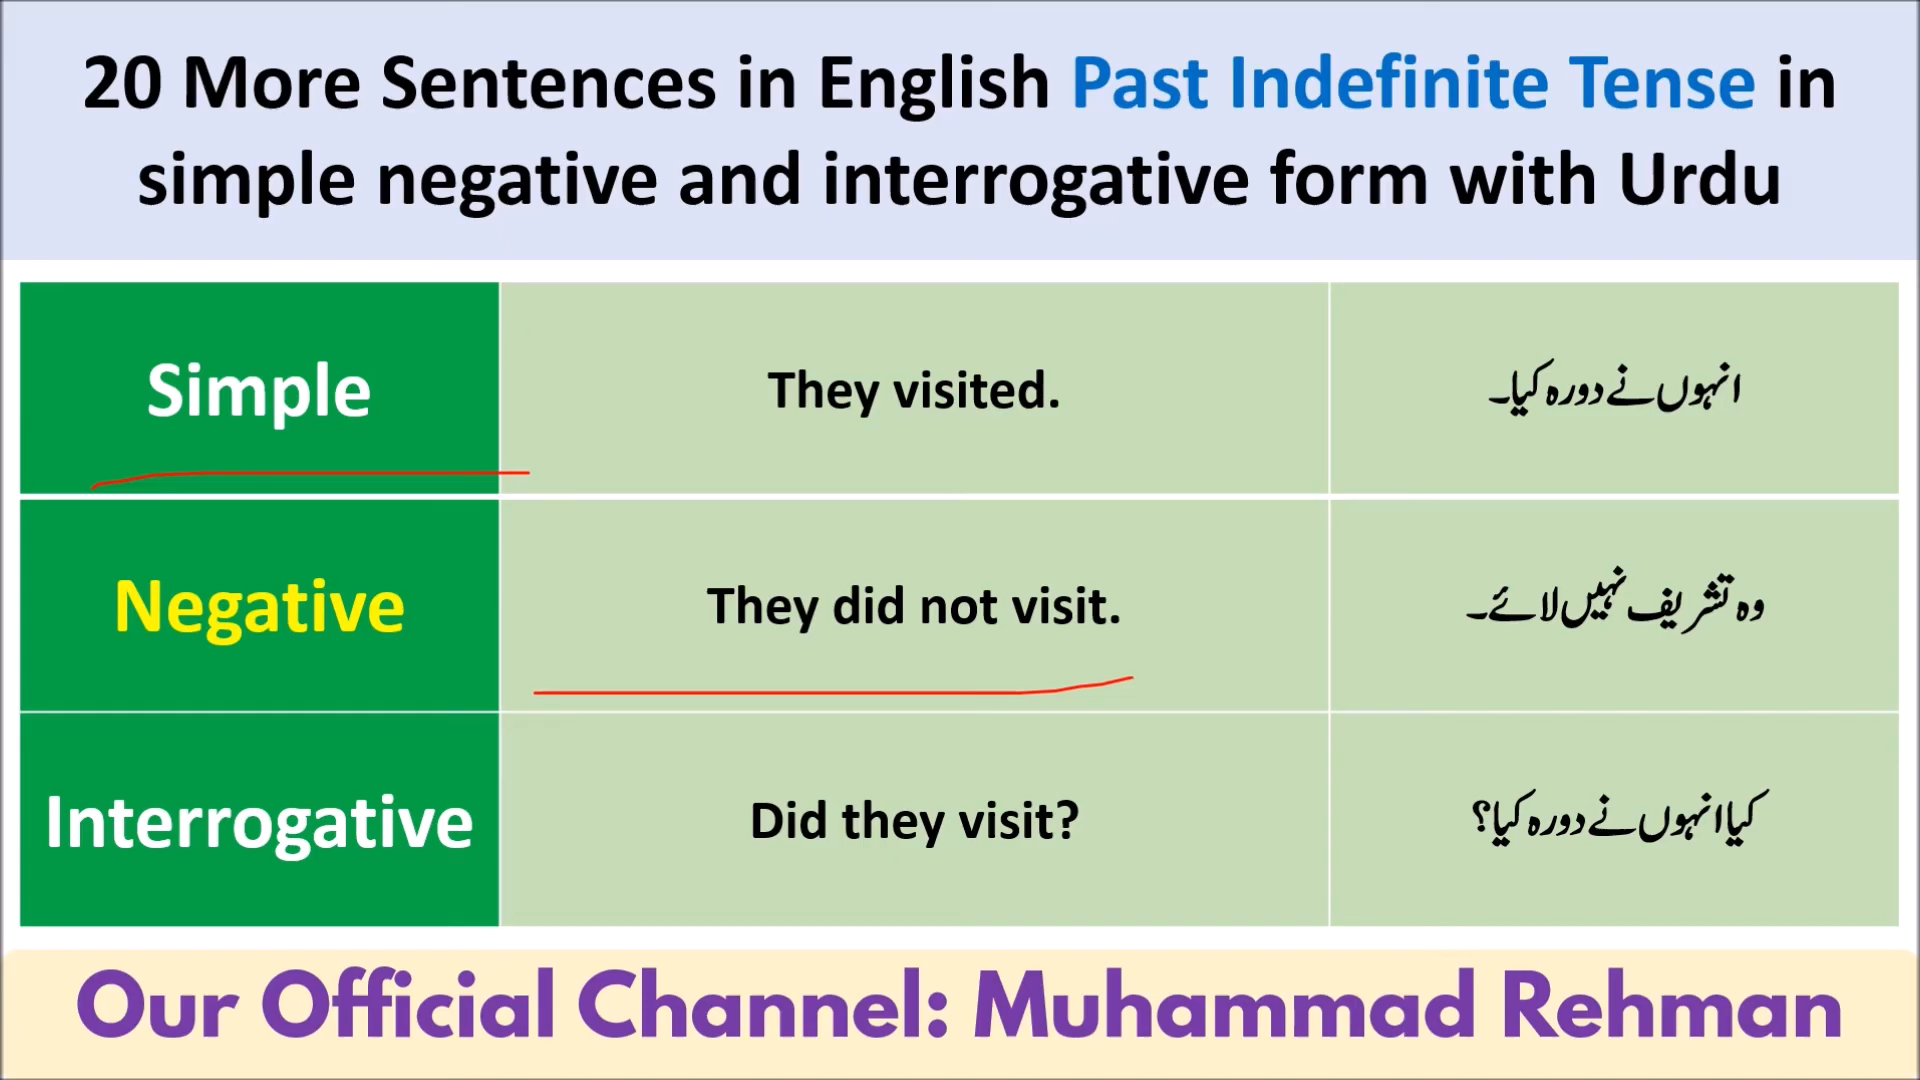 20 More Sentences in English Past Indefinite Tense in
simple negative and interrogative form with Urdu
Simple
They visited.
انہوں نے دورہ کیا۔
Negative
They did not visit.
وہ تشریف نہیں لائے۔
Interrogative
Did they visit?
کیا انہوں نے دورہ کیا؟
Our Official Channel: Muhammad Rehman